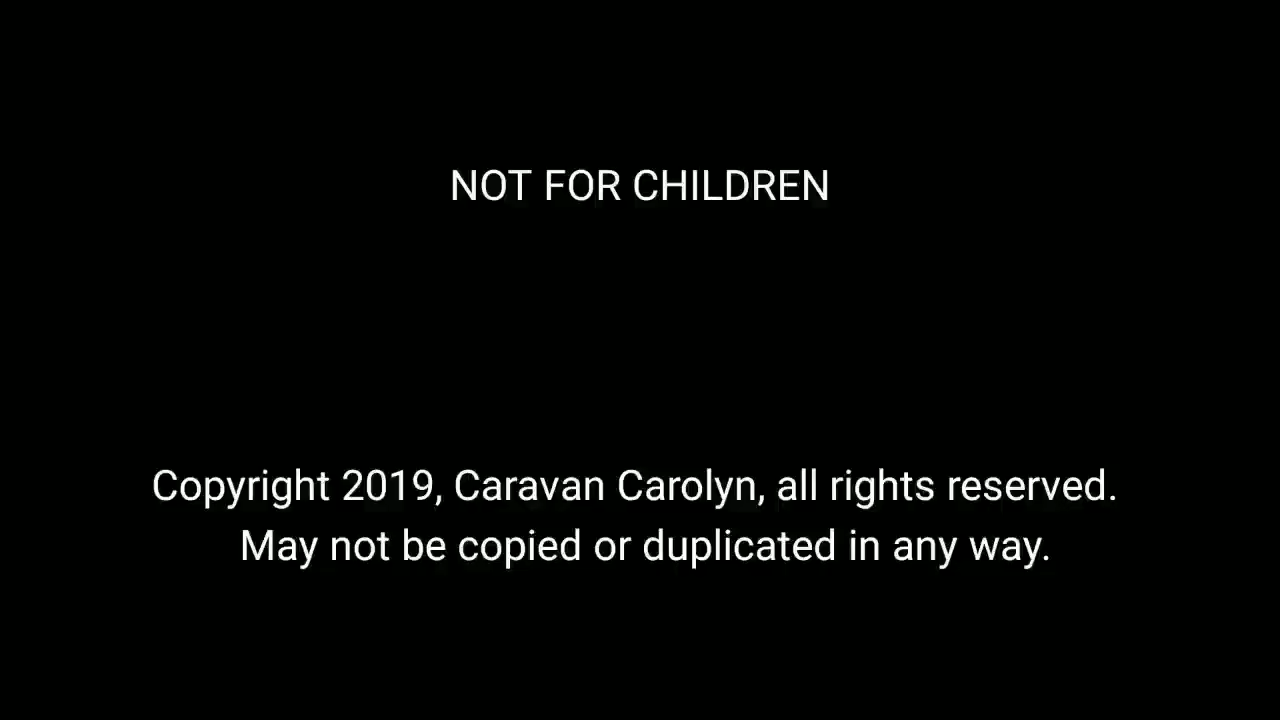 NOT FOR CHILDREN
Copyright 2019, Caravan Carolyn, all rights reserved.
May not be copied or duplicated in any way.